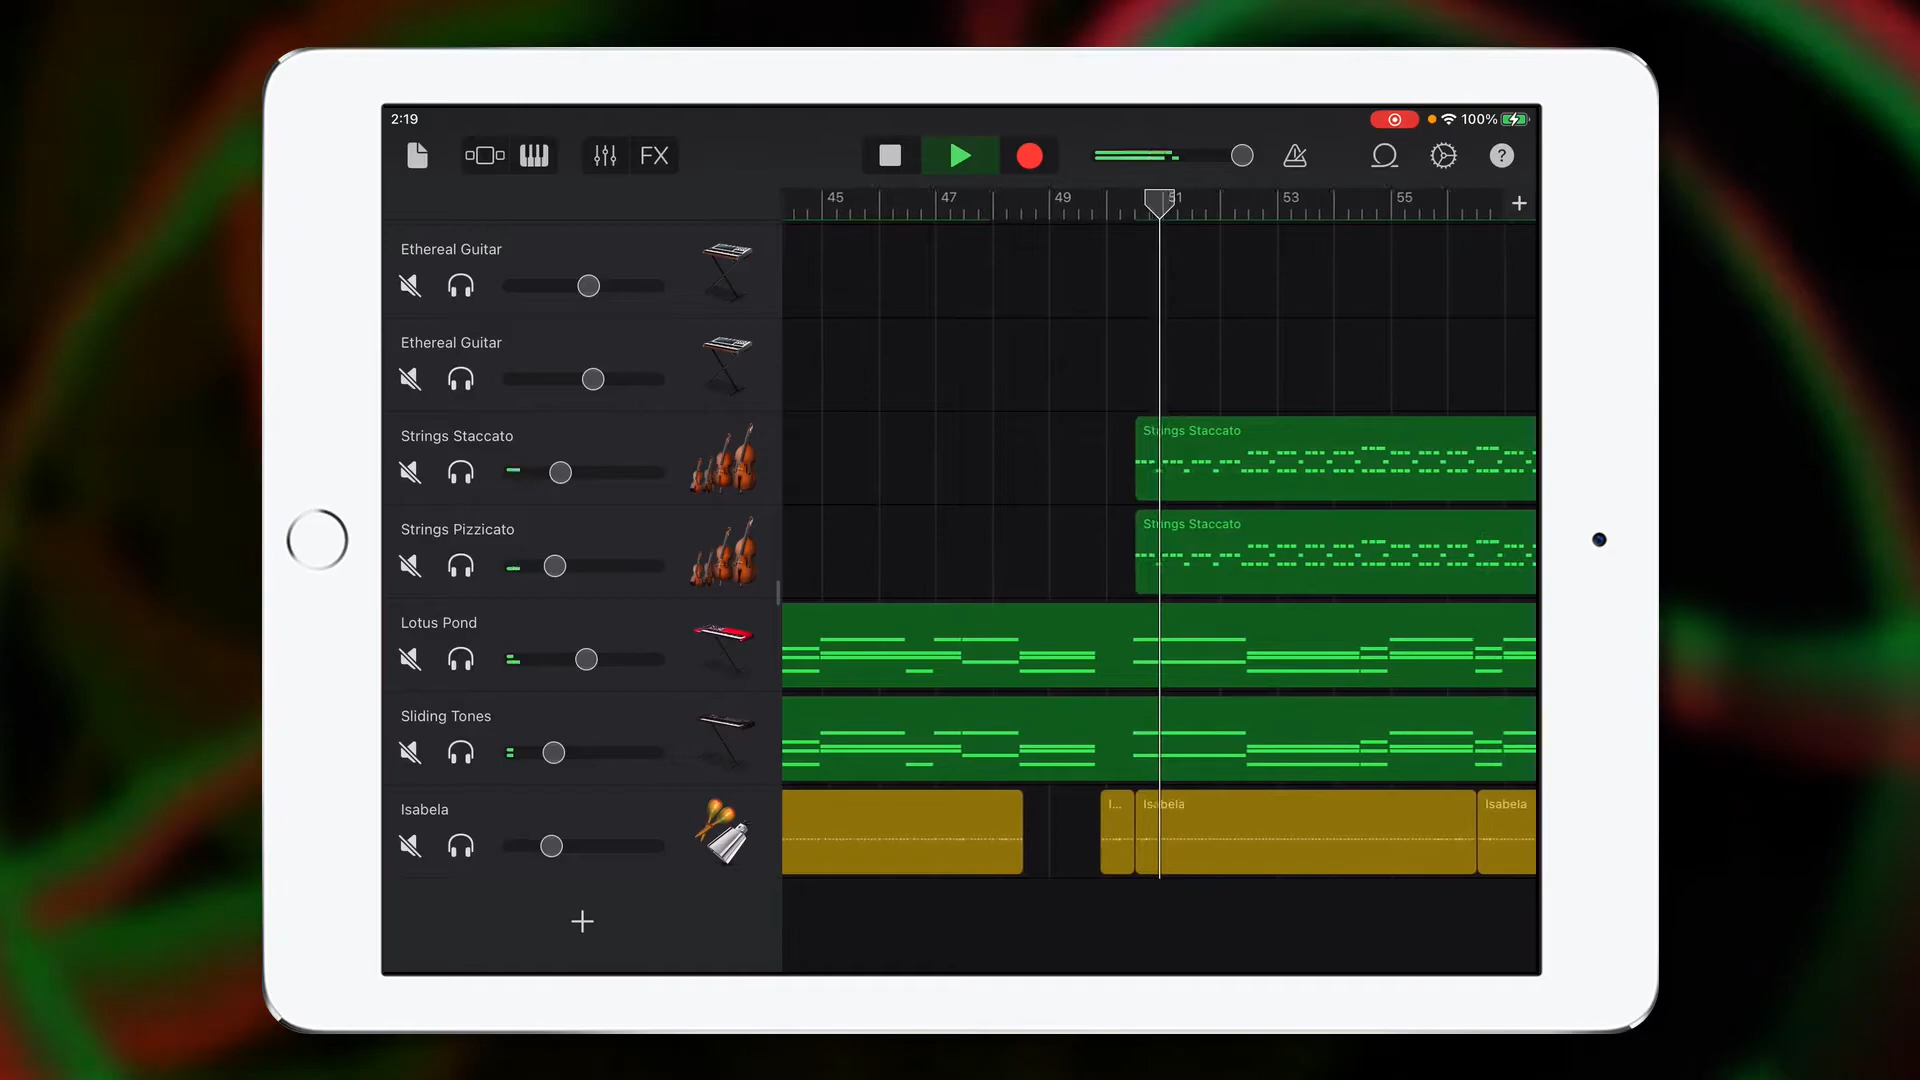 2:19
100%
FX
?
45 47 49 51 53 55
Ethereal Guitar
Ethereal Guitar
Strings Staccato
Strings Staccato
Strings Pizzicato
Strings Staccato
Lotus Pond
Sliding Tones
Isabela
I... Isabela Isabela